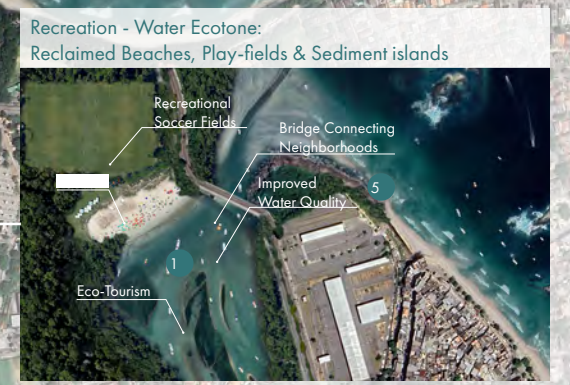 Recreation - Water Ecotone:
Reclaimed Beaches, Play-fields & Sediment islands
Recreational
Soccer Fields
Bridge Connecting
Neighborhoods
Improved
Water Quality
5
1
Eco-Tourism